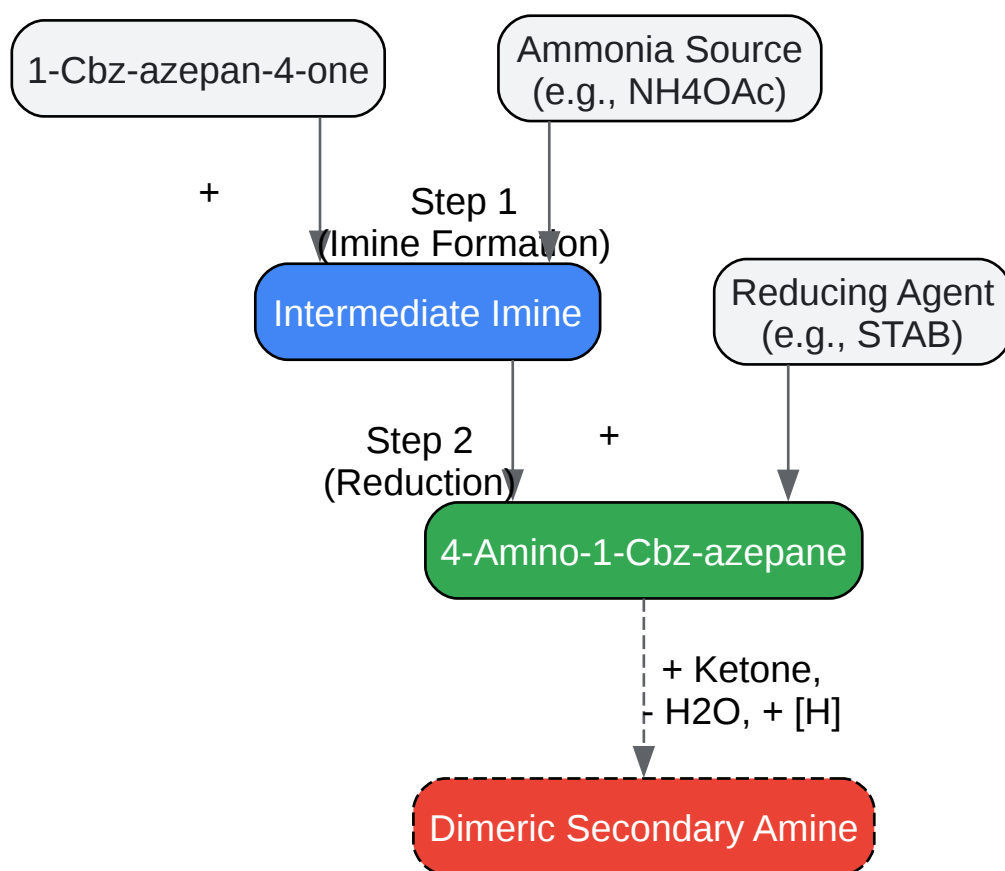 1-Cbz-azepan-4-one
Ammonia Source
(e.g., NH4OAc)
+
Step 1
(Imine Formation)
Intermediate Imine
Reducing Agent
(e.g., STAB)
Step 2
(Reduction)
+
4-Amino-1-Cbz-azepane
+ Ketone,
- H2O, + [H]
Dimeric Secondary Amine